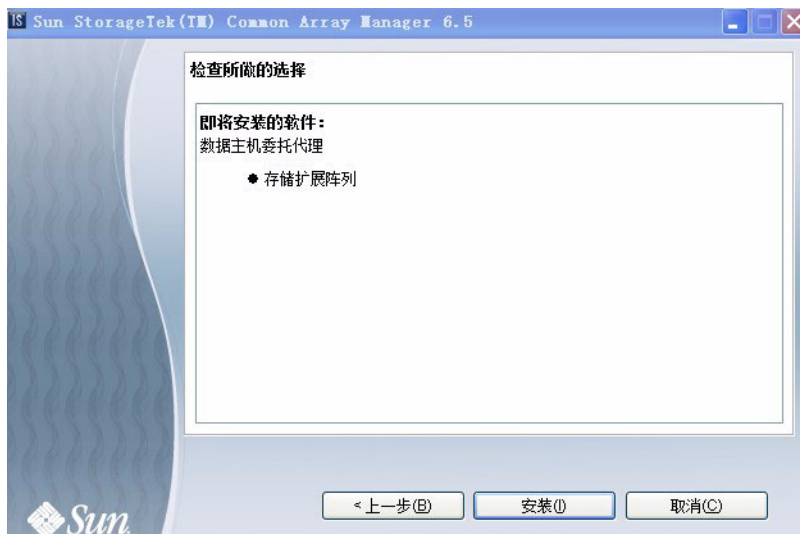 Sun StorageTek(TM) Common Array Manager 6.5
检查所做的选择
即将安装的软件：
数据主机委托代理
● 存储扩展阵列
<上一步(B)
安装(I)
取消(C)
Sun